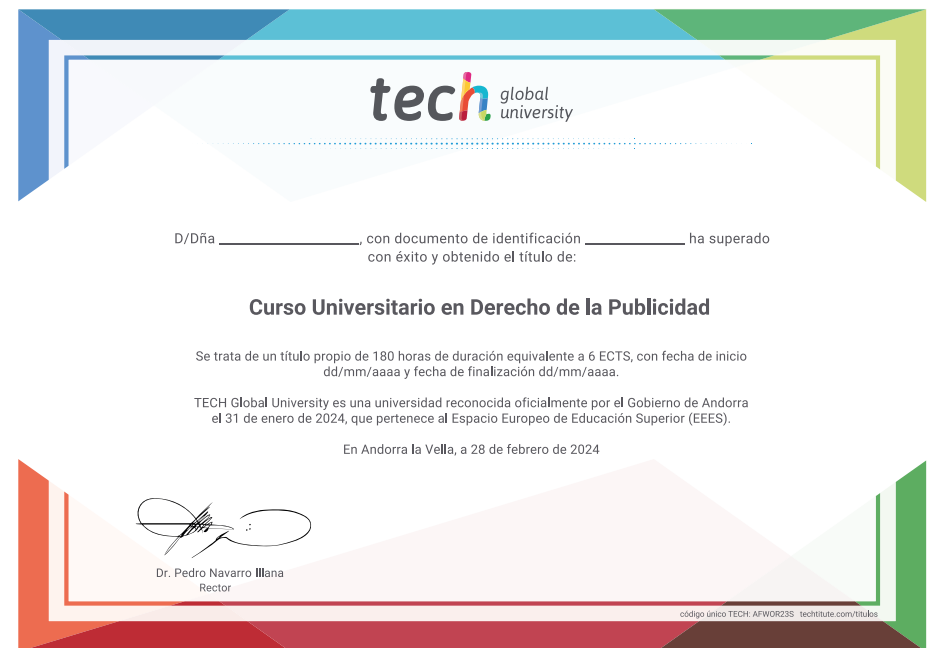 tech global university
D/Dña ____________________, con documento de identificación ______________ ha superado
con éxito y obtenido el título de:
Curso Universitario en Derecho de la Publicidad
Se trata de un título propio de 180 horas de duración equivalente a 6 ECTS, con fecha de inicio
dd/mm/aaaa y fecha de finalización dd/mm/aaaa.
TECH Global University es una universidad reconocida oficialmente por el Gobierno de Andorra
el 31 de enero de 2024, que pertenece al Espacio Europeo de Educación Superior (EEES).
En Andorra la Vella, a 28 de febrero de 2024
Dr. Pedro Navarro Illana
Rector
código único TECH: AFWOR23S techtitute.com/titulos